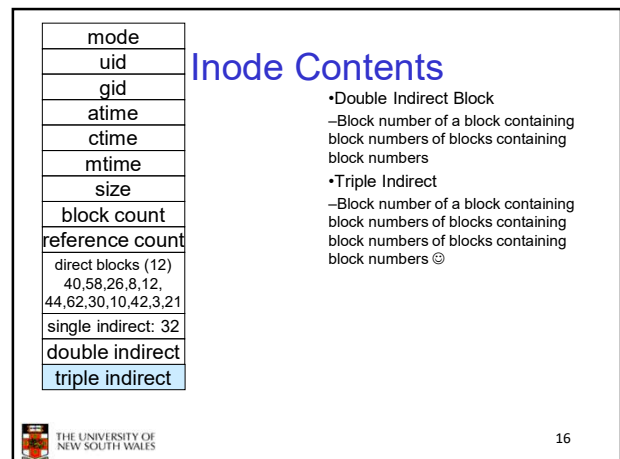 mode
uid
gid
atime
ctime
mtime
size
block count
reference count
direct blocks (12)
40,58,26,8,12,
44,62,30,10,42,3,21
single indirect: 32
double indirect
triple indirect
Inode Contents
•Double Indirect Block
–Block number of a block containing
block numbers of blocks containing
block numbers
•Triple Indirect
–Block number of a block containing
block numbers of blocks containing
block numbers of blocks containing
block numbers ☺
THE UNIVERSITY OF
NEW SOUTH WALES
16